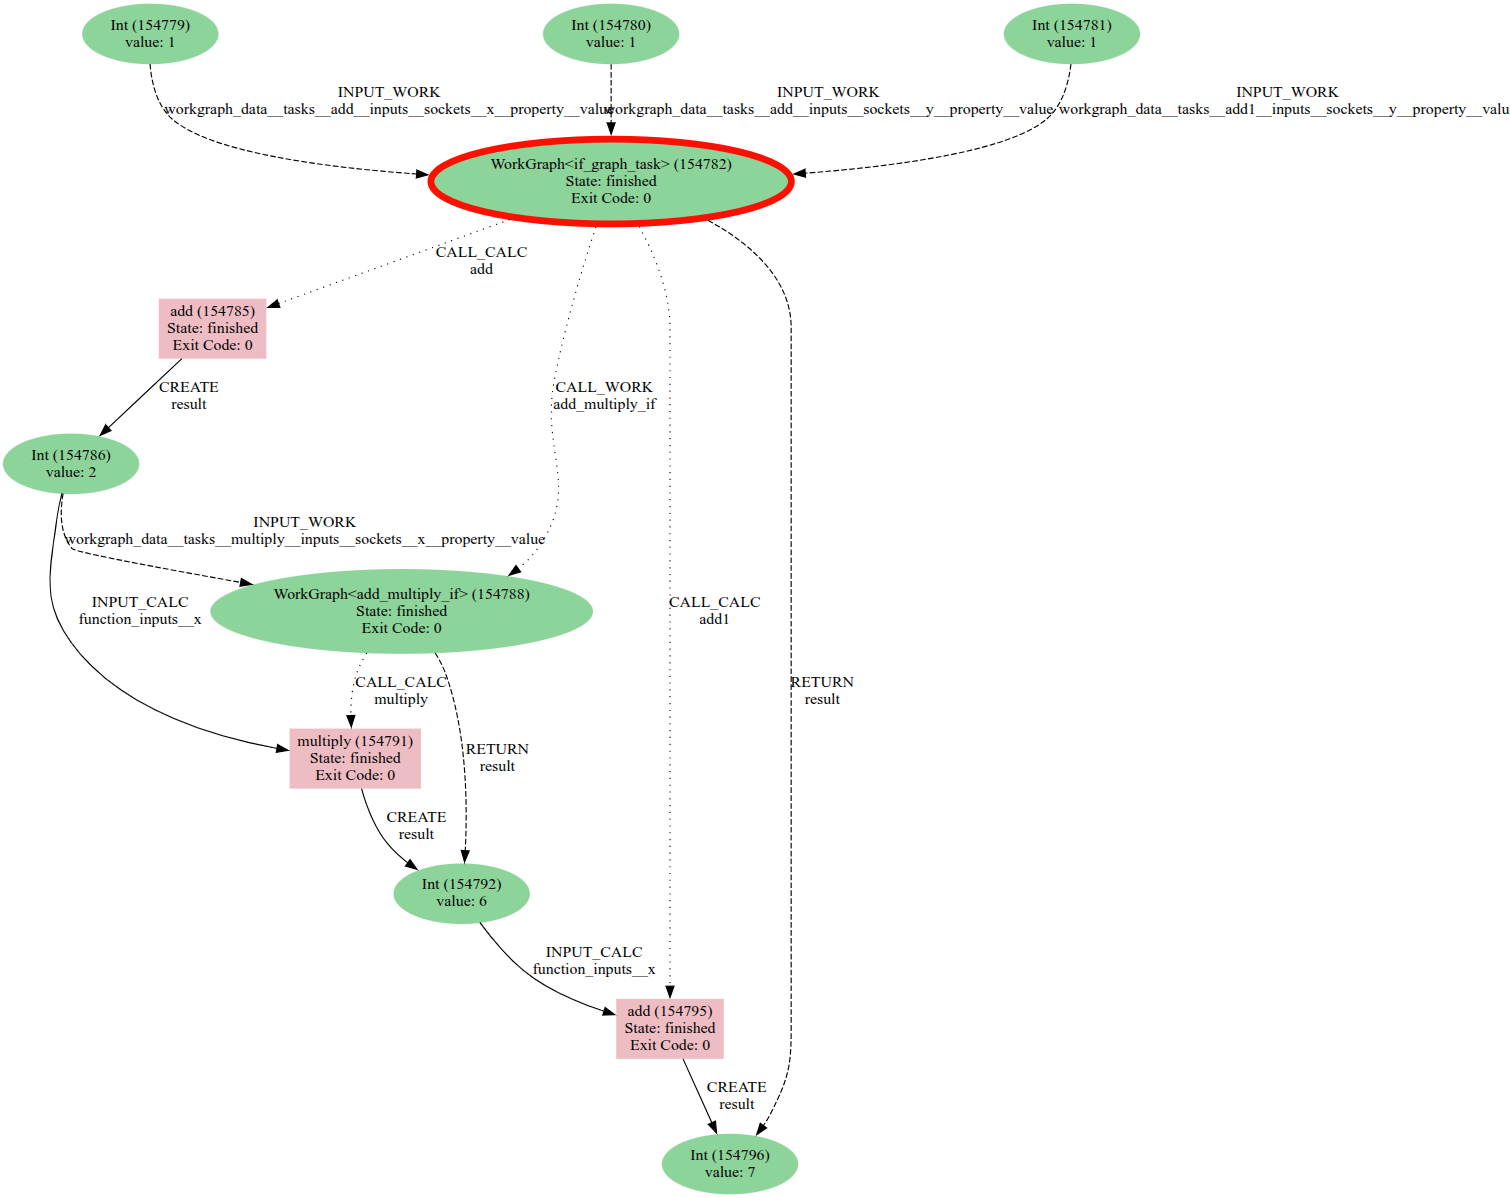 Int (154779)
value: 1
Int (154780)
value: 1
Int (154781)
value: 1
INPUT_WORK
workgraph_data__tasks__add__inputs__sockets__x__property__value
INPUT_WORK
workgraph_data__tasks__add__inputs__sockets__y__property__value
INPUT_WORK
workgraph_data__tasks__add1__inputs__sockets__y__property__valu
WorkGraph<if_graph_task> (154782)
State: finished
Exit Code: 0
CALL_CALC
add
add (154785)
State: finished
Exit Code: 0
CREATE
result
CALL_WORK
add_multiply_if
Int (154786)
value: 2
INPUT_WORK
workgraph_data__tasks__multiply__inputs__sockets__x__property__value
WorkGraph<add_multiply_if> (154788)
State: finished
Exit Code: 0
INPUT_CALC
function_inputs__x
CALL_CALC
add1
CALL_CALC
multiply
RETURN
result
multiply (154791)
State: finished
Exit Code: 0
RETURN
result
CREATE
result
Int (154792)
value: 6
INPUT_CALC
function_inputs__x
add (154795)
State: finished
Exit Code: 0
CREATE
result
Int (154796)
value: 7